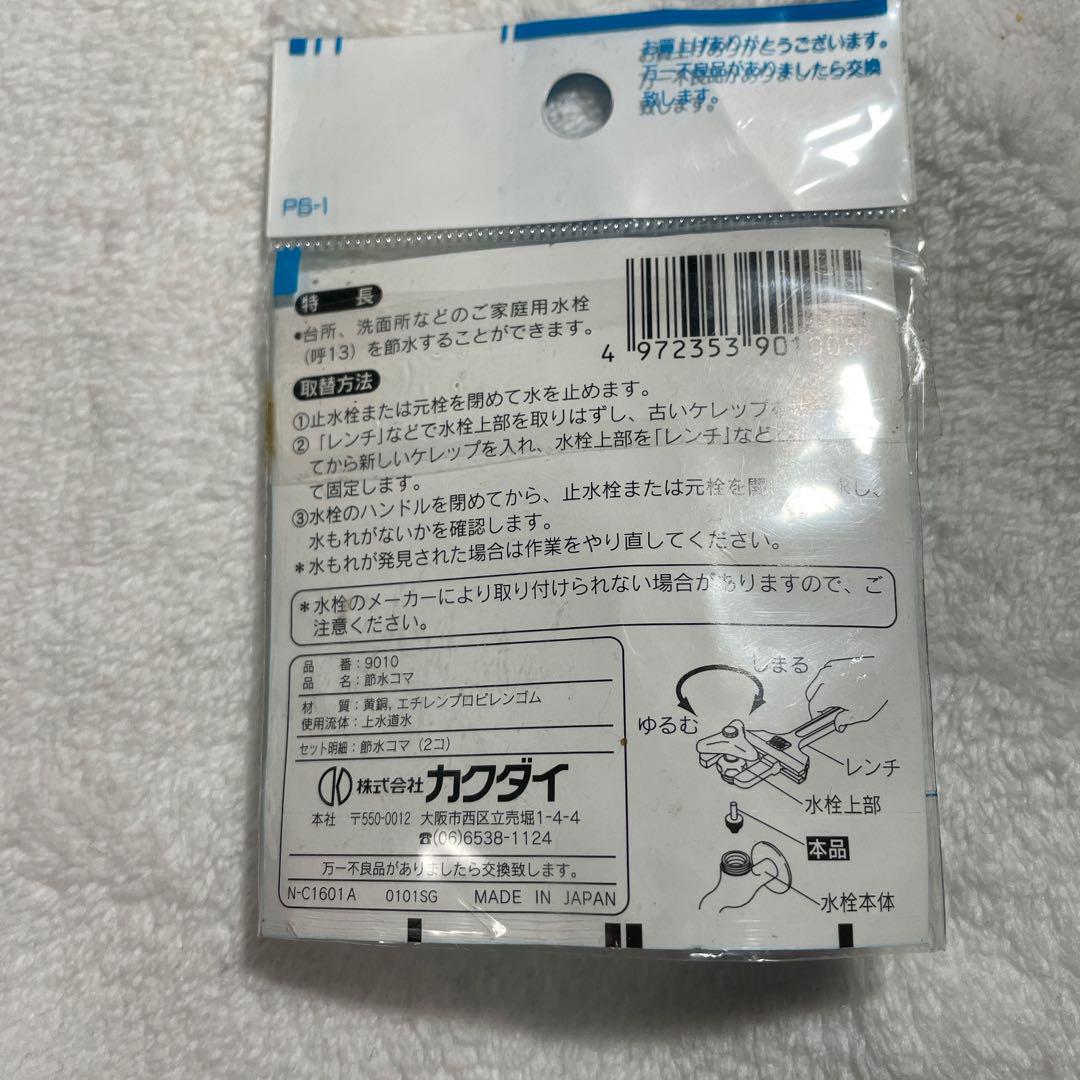 お買上げありがとうございます。
万一不良品がありましたら交換
致します。
PS-1
特 長
•台所、洗面所などのご家庭用水栓
(呼13) を節水することができます。
4 972353 901005
取替方法
①止水栓または元栓を閉めて水を止めます。
②「レンチ」などで水栓上部を取りはずし、古いケレップを
てから新しいケレップを入れ、水栓上部を「レンチ」など
て固定します。
③水栓のハンドルを閉めてから、止水栓または元栓を開 水し、
水もれがないかを確認します。
*水もれが発見された場合は作業をやり直してください。
*水栓のメーカーにより取り付けられない場合がありますので、ご
注意ください。
品 番:9010
品 名:節水コマ
材 質:黄銅, エチレンプロピレンゴム
使用流体:上水道水
セット明細:節水コマ (2コ)
株式会社 カクダイ
本社 〒550-0012 大阪市西区立売堀1-4-4
☎(06)6538-1124
万一不良品がありましたら交換致します。
N-C1601A 0101SG MADE IN JAPAN
しまる
ゆるむ
レンチ
水栓上部
本品
水栓本体